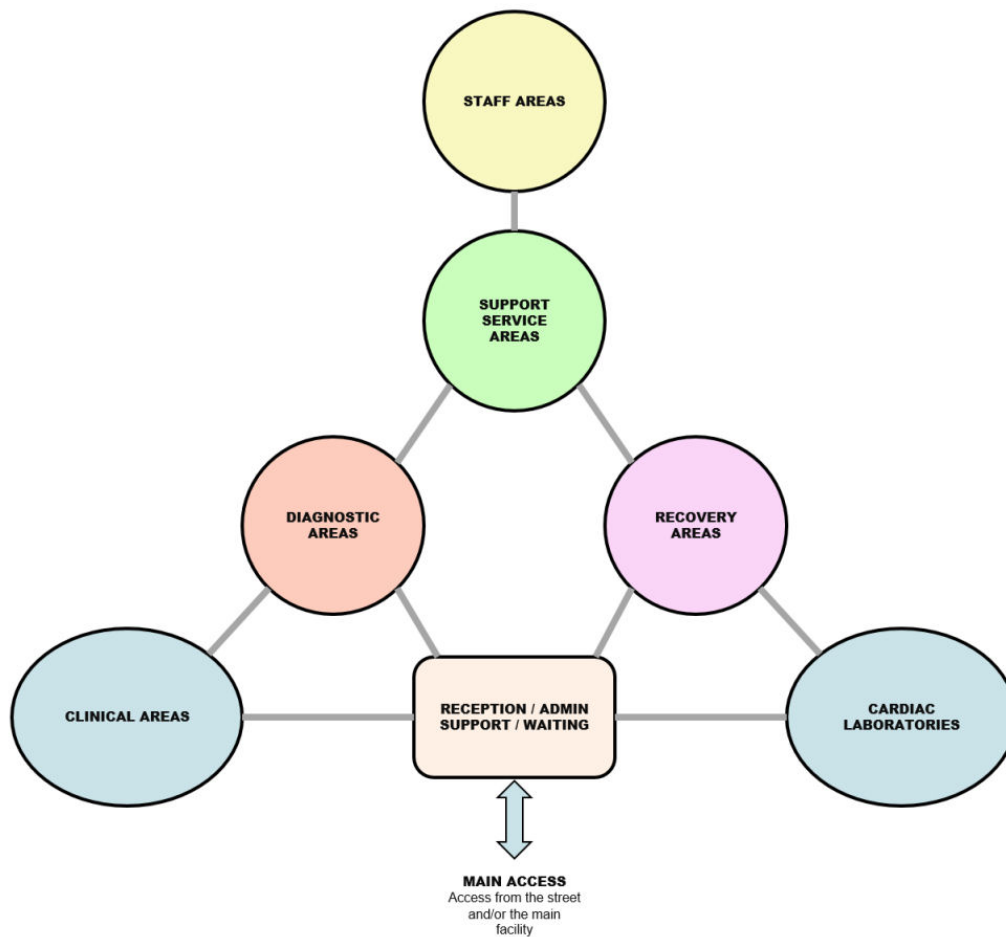 STAFF AREAS
SUPPORT
SERVICE
AREAS
DIAGNOSTIC
AREAS
RECOVERY
AREAS
CLINICAL AREAS
RECEPTION / ADMIN
SUPPORT / WAITING
CARDIAC
LABORATORIES
MAIN ACCESS
Access from the street
and/or the main
facility